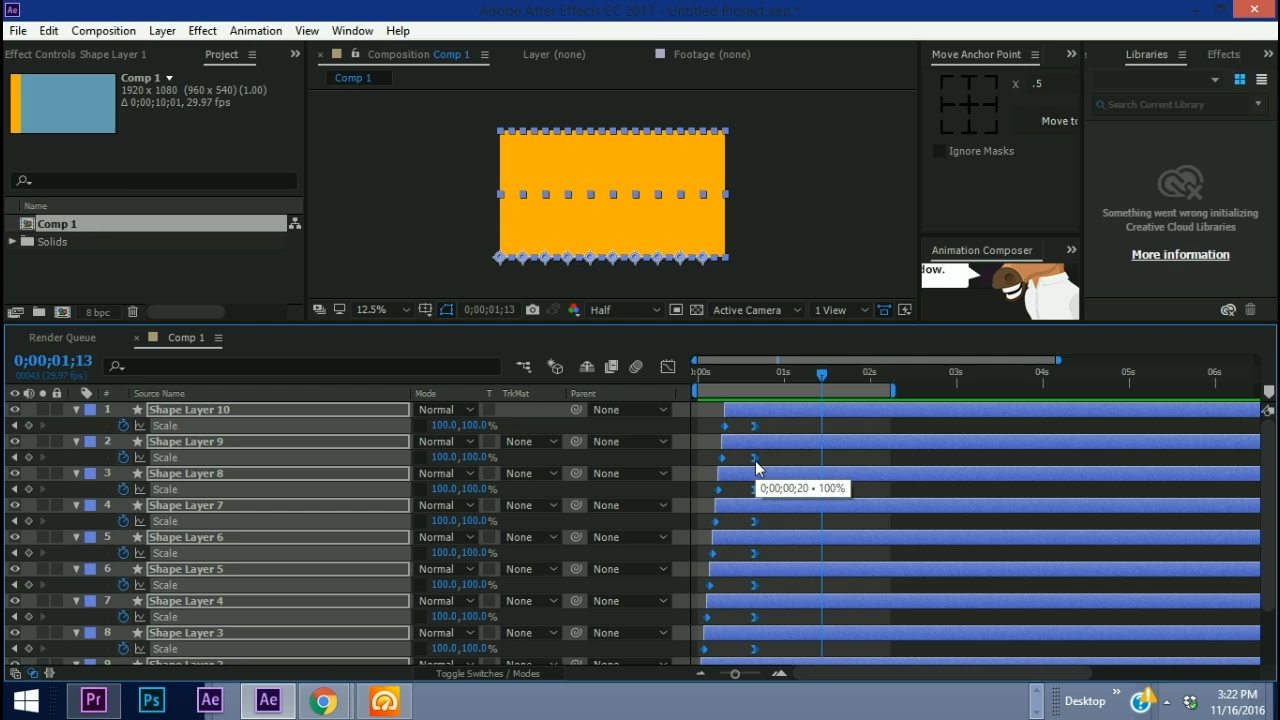 Adobe After Effects CC 2017 - Untitled Project.aep *
File Edit Composition Layer Effect Animation View Window Help
Effect Controls Shape Layer 1 Project
Composition Comp 1 Layer (none) Footage (none)
Move Anchor Point Libraries Effects
Comp 1
1920 x 1080 (960 x 540) (1.00)
Δ 0;00;10;01, 29.97 fps
Comp 1
X .5
Move to
Ignore Masks
Search Current Library
Name
Comp 1
Solids
Something went wrong initializing
Creative Cloud Libraries
More information
Animation Composer
dow.
8 bpc
12.5% 0;00;01;13 Half Active Camera 1 View
Render Queue Comp 1
0;00;01;13
00043 (29.97 fps)
0:00s 01s 02s 03s 04s 05s 06s
# Source Name Mode T TrkMat Parent
1 Shape Layer 10 Normal None
Scale 100.0,100.0%
2 Shape Layer 9 Normal None None
Scale 100.0,100.0%
3 Shape Layer 8 Normal None None
Scale 100.0,100.0%
0;00;00;20 • 100%
4 Shape Layer 7 Normal None None
Scale 100.0,100.0%
5 Shape Layer 6 Normal None None
Scale 100.0,100.0%
6 Shape Layer 5 Normal None None
Scale 100.0,100.0%
7 Shape Layer 4 Normal None None
Scale 100.0,100.0%
8 Shape Layer 3 Normal None None
Scale 100.0,100.0%
9 Shape Layer 2 Normal None None
Toggle Switches / Modes
Pr Ps Ae Ae
Desktop
3:22 PM
11/16/2016